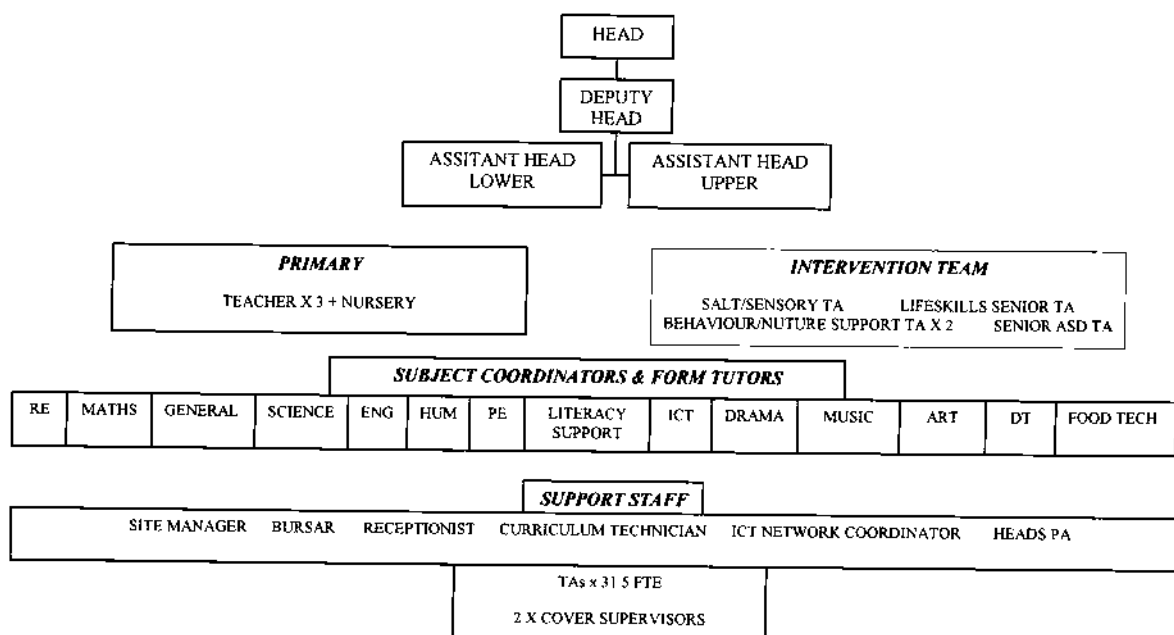 HEAD
DEPUTY
HEAD
ASSITANT HEAD
LOWER
ASSISTANT HEAD
UPPER
PRIMARY
TEACHER X 3 + NURSERY
INTERVENTION TEAM
SALT/SENSORY TA LIFESKILLS SENIOR TA
BEHAVIOUR/NUTURE SUPPORT TA X 2 SENIOR ASD TA
SUBJECT COORDINATORS & FORM TUTORS
RE
MATHS
GENERAL
SCIENCE
ENG
HUM
PE
LITERACY
SUPPORT
ICT
DRAMA
MUSIC
ART
DT
FOOD TECH
SUPPORT STAFF
SITE MANAGER BURSAR RECEPTIONIST CURRICULUM TECHNICIAN ICT NETWORK COORDINATOR HEADS PA
TAs x 31 5 FTE
2 X COVER SUPERVISORS